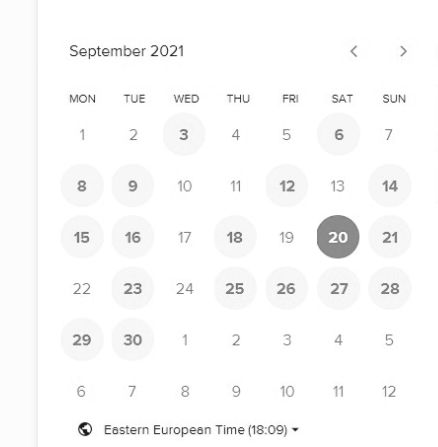 September 2021
MON TUE WED THU FRI SAT SUN
1 2 3 4 5 6 7
8 9 10 11 12 13 14
15 16 17 18 19 20 21
22 23 24 25 26 27 28
29 30 1 2 3 4 5
6 7 8 9 10 11 12
Eastern European Time (18:09)